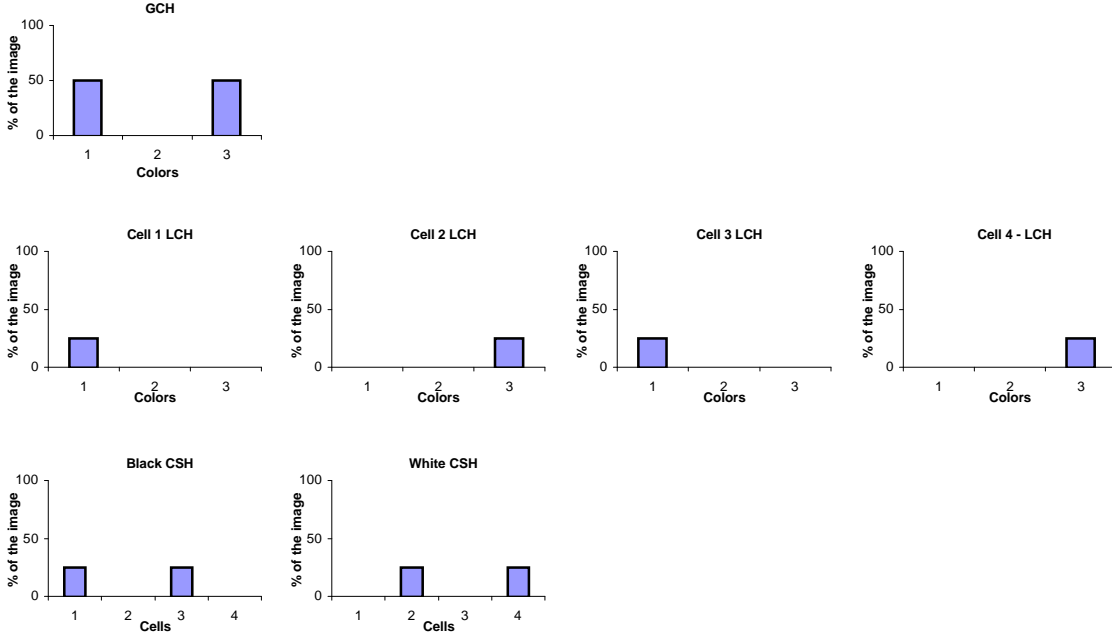 GCH
% of the image
100
50
0
1 2 3
Colors
Cell 1 LCH
% of the image
100
50
0
1 2 3
Colors
Cell 2 LCH
% of the image
100
50
0
1 2 3
Colors
Cell 3 LCH
% of the image
100
50
0
1 2 3
Colors
Cell 4 - LCH
% of the image
100
50
0
1 2 3
Colors
Black CSH
% of the image
100
50
0
1 2 3 4
Cells
White CSH
% of the image
100
50
0
1 2 3 4
Cells